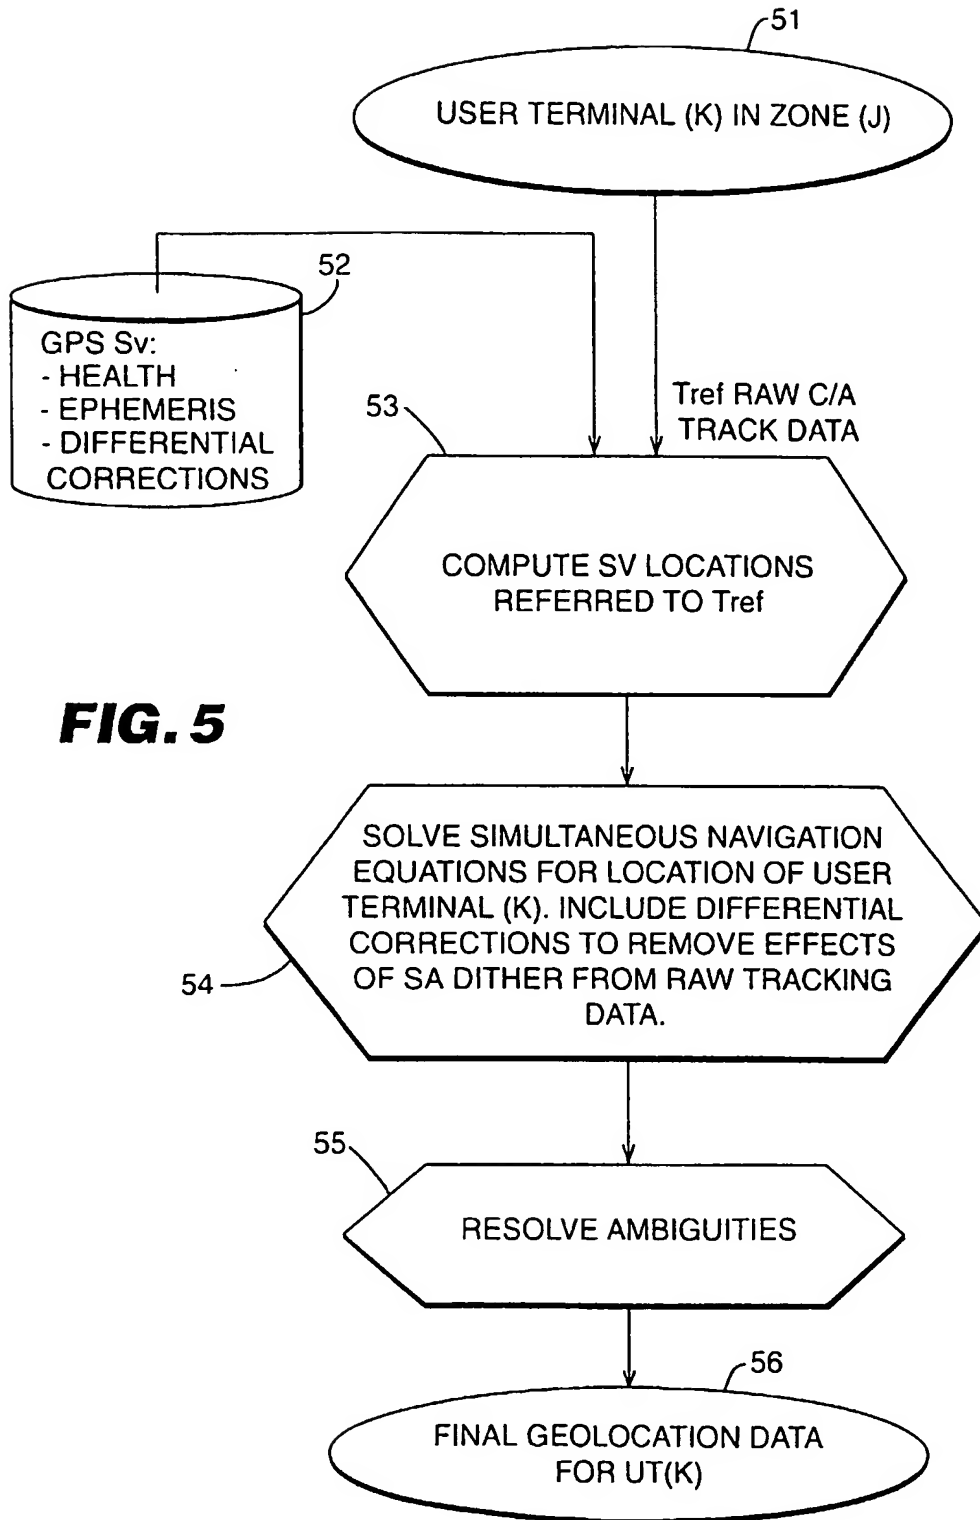 51
USER TERMINAL (K) IN ZONE (J)
52
GPS Sv:
- HEALTH
- EPHEMERIS
- DIFFERENTIAL
CORRECTIONS
53
Tref RAW C/A
TRACK DATA
COMPUTE SV LOCATIONS
REFERRED TO Tref
FIG. 5
SOLVE SIMULTANEOUS NAVIGATION
EQUATIONS FOR LOCATION OF USER
TERMINAL (K). INCLUDE DIFFERENTIAL
CORRECTIONS TO REMOVE EFFECTS
OF SA DITHER FROM RAW TRACKING
DATA.
54
55
RESOLVE AMBIGUITIES
56
FINAL GEOLOCATION DATA
FOR UT(K)